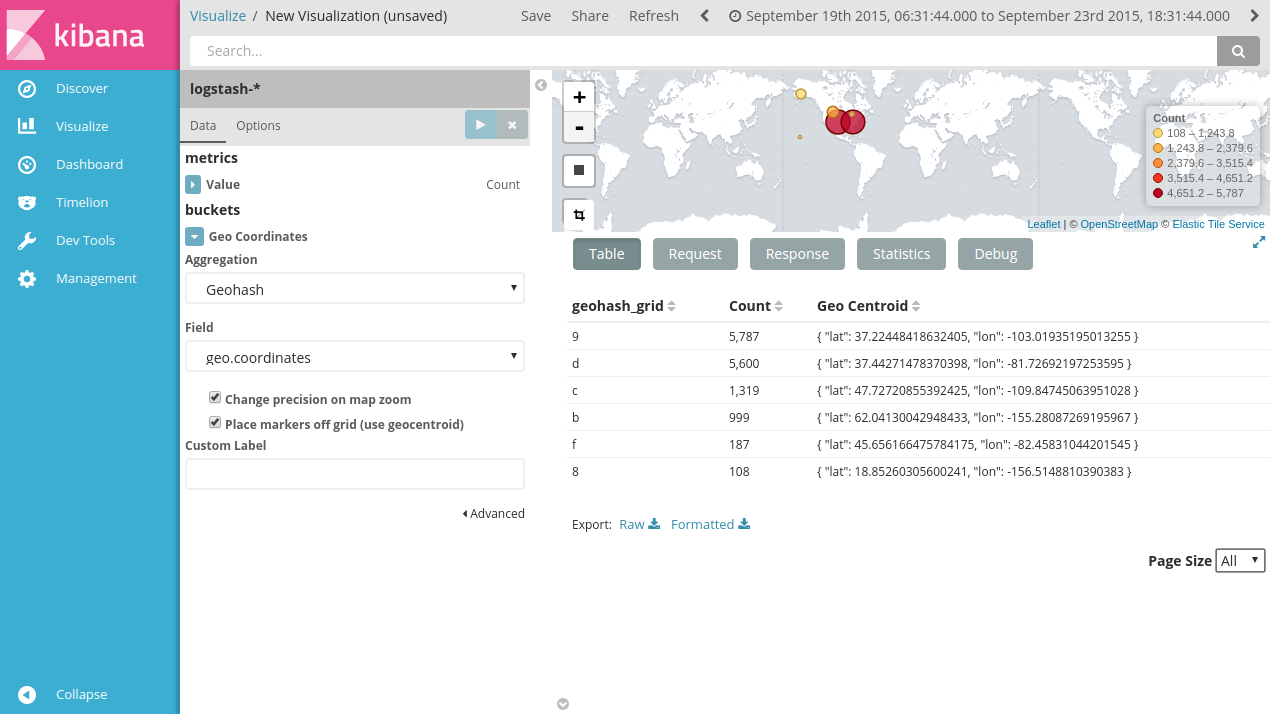 kibana
Discover
Visualize
Dashboard
Timelion
Dev Tools
Management
Collapse
Visualize / New Visualization (unsaved)
Save Share Refresh September 19th 2015, 06:31:44.000 to September 23rd 2015, 18:31:44.000
Search...
logstash-*
Data Options
metrics
Value Count
buckets
Geo Coordinates
Aggregation
Geohash
Field
geo.coordinates
Change precision on map zoom
Place markers off grid (use geocentroid)
Custom Label
Advanced
+
-
Count
108 – 1,243.8
1,243.8 – 2,379.6
2,379.6 – 3,515.4
3,515.4 – 4,651.2
4,651.2 – 5,787
Leaflet | © OpenStreetMap © Elastic Tile Service
Table Request Response Statistics Debug
geohash_grid Count Geo Centroid
9 5,787 { "lat": 37.22448418632405, "lon": -103.01935195013255 }
d 5,600 { "lat": 37.44271478370398, "lon": -81.72692197253595 }
c 1,319 { "lat": 47.72720855392425, "lon": -109.84745063951028 }
b 999 { "lat": 62.04130042948433, "lon": -155.28087269195967 }
f 187 { "lat": 45.656166475784175, "lon": -82.45831044201545 }
8 108 { "lat": 18.85260305600241, "lon": -156.5148810390383 }
Export: Raw Formatted
Page Size All